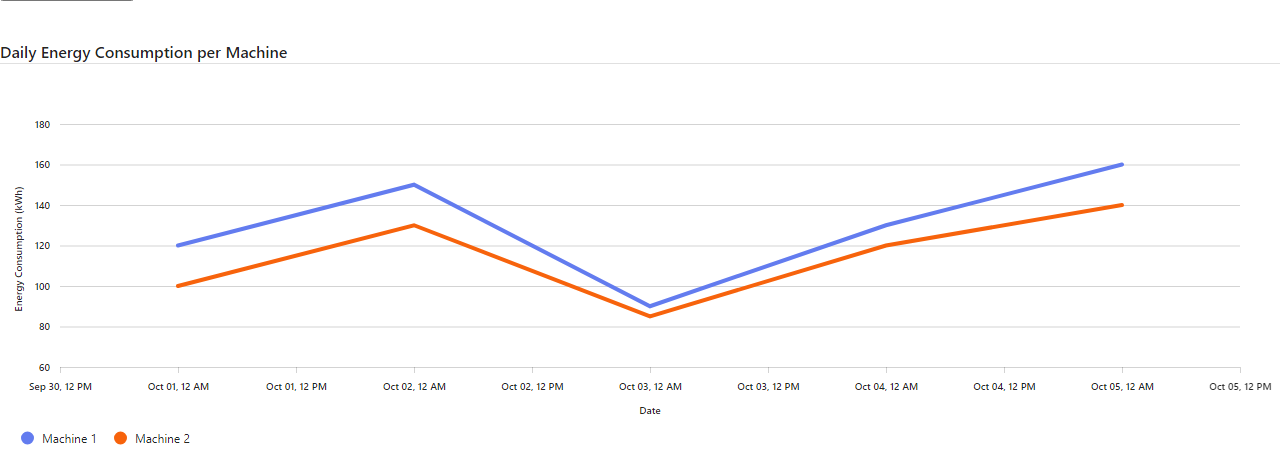 Daily Energy Consumption per Machine
Energy Consumption (kWh)
180
160
140
120
100
80
60
Sep 30, 12 PM Oct 01, 12 AM Oct 01, 12 PM Oct 02, 12 AM Oct 02, 12 PM Oct 03, 12 AM Oct 03, 12 PM Oct 04, 12 AM Oct 04, 12 PM Oct 05, 12 AM Oct 05, 12 PM
Date
Machine 1 Machine 2